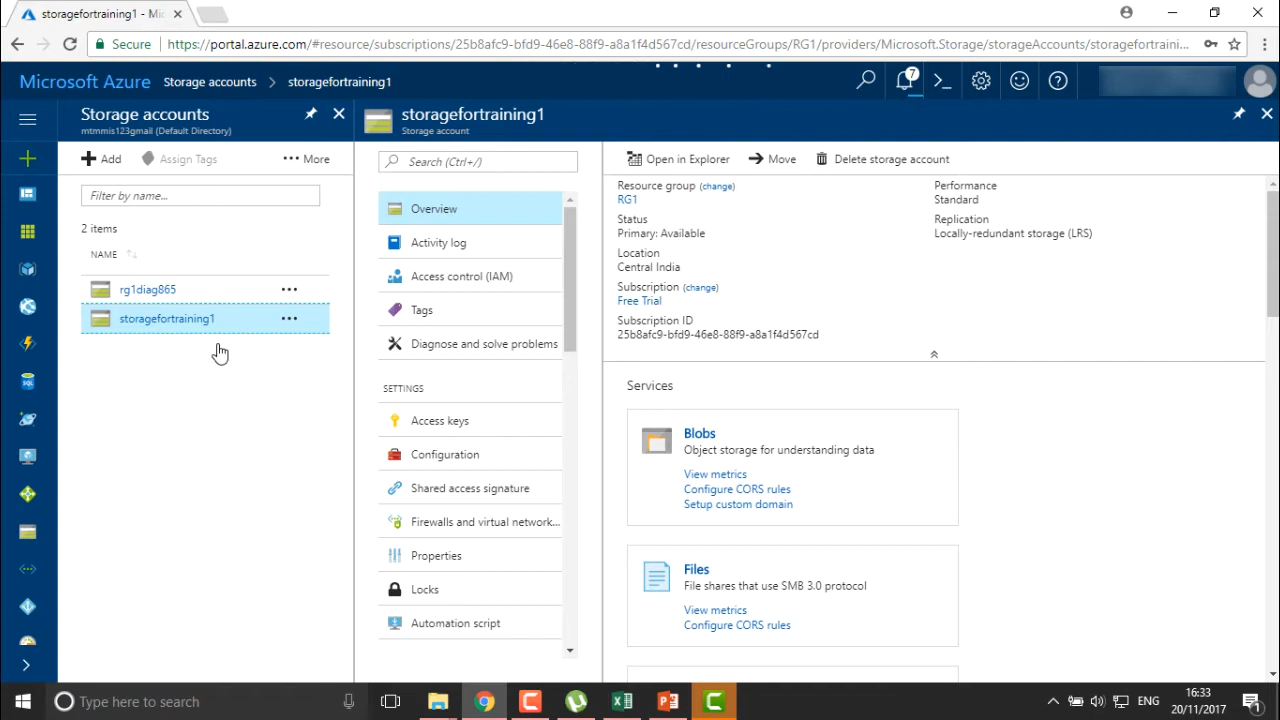 storagefortraining1 - Mic
Secure
https://portal.azure.com/#resource/subscriptions/25b8afc9-bfd9-46e8-88f9-a8a1f4d567cd/resourceGroups/RG1/providers/Microsoft.Storage/storageAccounts/storagefortraini...
Microsoft Azure
Storage accounts
storagefortraining1
7
Storage accounts
mtmmis123gmail (Default Directory)
storagefortraining1
Storage account
Add
Assign Tags
More
Search (Ctrl+/)
Open in Explorer
Move
Delete storage account
Filter by name...
2 items
NAME
rg1diag865
storagefortraining1
Overview
Activity log
Access control (IAM)
Tags
Diagnose and solve problems
SETTINGS
Access keys
Configuration
Shared access signature
Firewalls and virtual network...
Properties
Locks
Automation script
Resource group (change)
RG1
Status
Primary: Available
Location
Central India
Subscription (change)
Free Trial
Subscription ID
25b8afc9-bfd9-46e8-88f9-a8a1f4d567cd
Performance
Standard
Replication
Locally-redundant storage (LRS)
Services
Blobs
Object storage for understanding data
View metrics
Configure CORS rules
Setup custom domain
Files
File shares that use SMB 3.0 protocol
View metrics
Configure CORS rules
SQL
Type here to search
ENG
16:33
20/11/2017
1